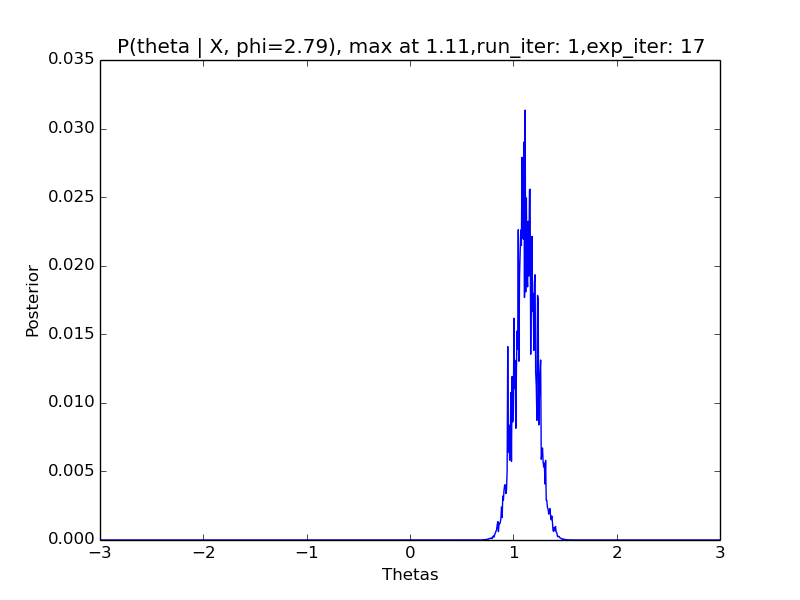 P(theta | X, phi=2.79), max at 1.11,run_iter: 1,exp_iter: 17
0.035
0.030
0.025
0.020
0.015
0.010
0.005
0.000
Posterior
−3 −2 −1 0 1 2 3
Thetas